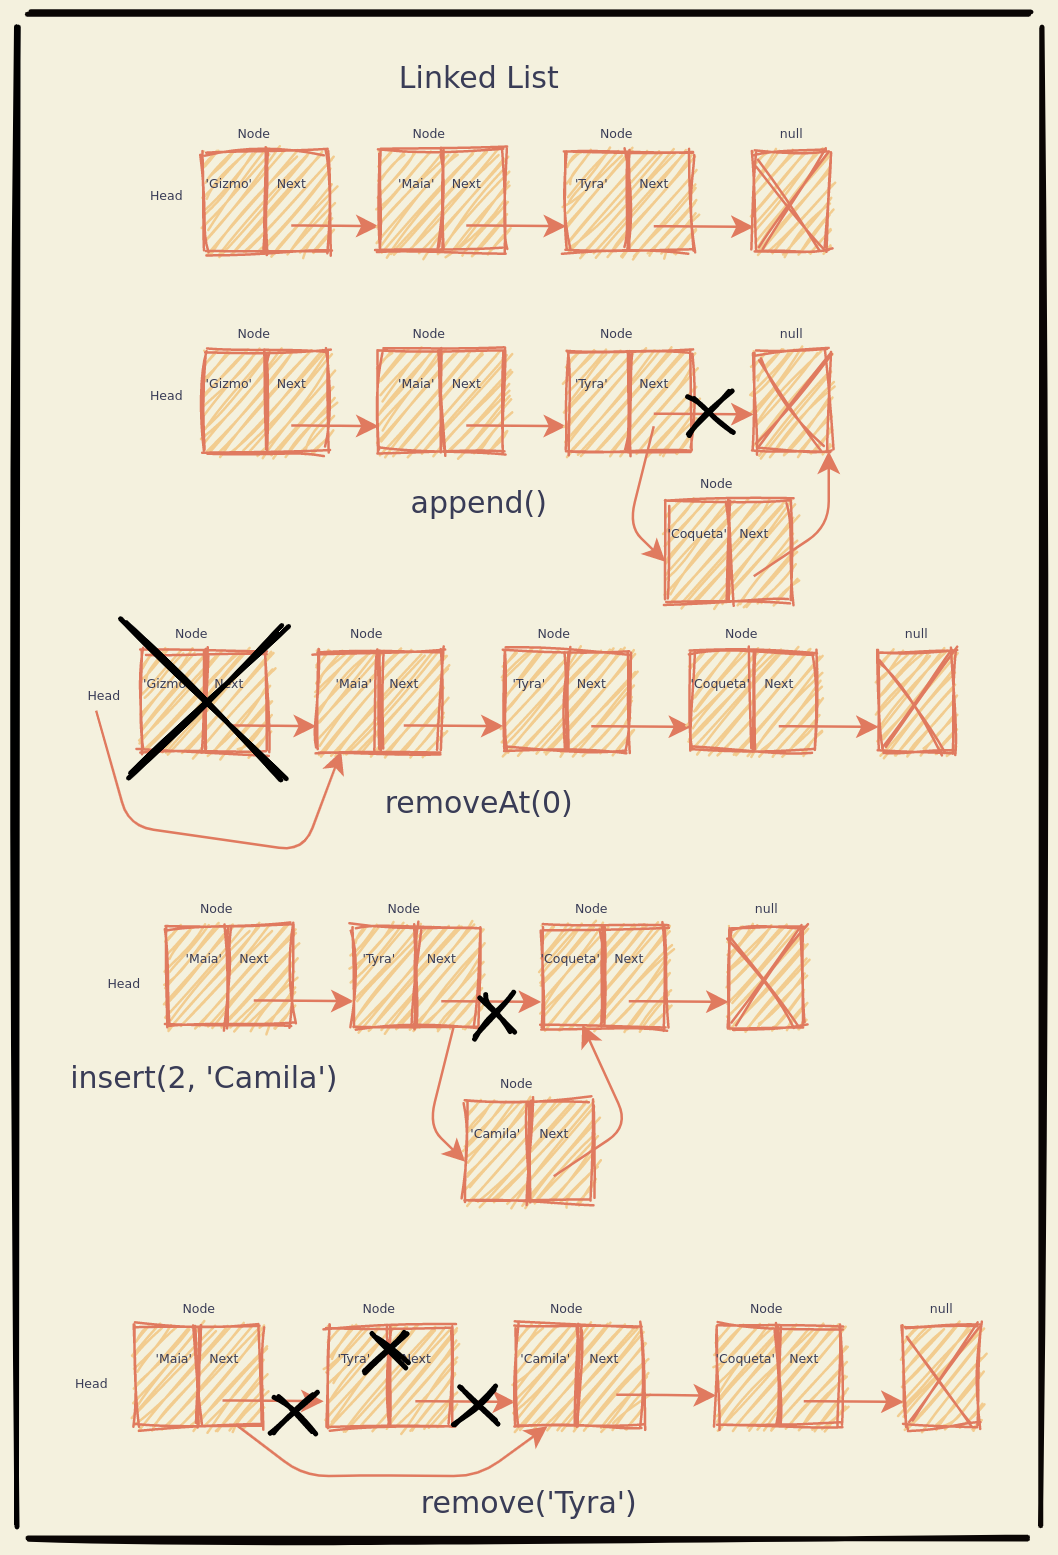 Linked List
Node Node Node null
Head 'Gizmo' Next 'Maia' Next 'Tyra' Next
Node Node Node null
Head 'Gizmo' Next 'Maia' Next 'Tyra' Next
append()
Node
'Coqueta' Next
Node Node Node Node null
Head 'Gizmo' Next 'Maia' Next 'Tyra' Next 'Coqueta' Next
removeAt(0)
Node Node Node null
Head 'Maia' Next 'Tyra' Next 'Coqueta' Next
insert(2, 'Camila')
Node
'Camila' Next
Node Node Node Node null
Head 'Maia' Next 'Tyra' Next 'Camila' Next 'Coqueta' Next
remove('Tyra')